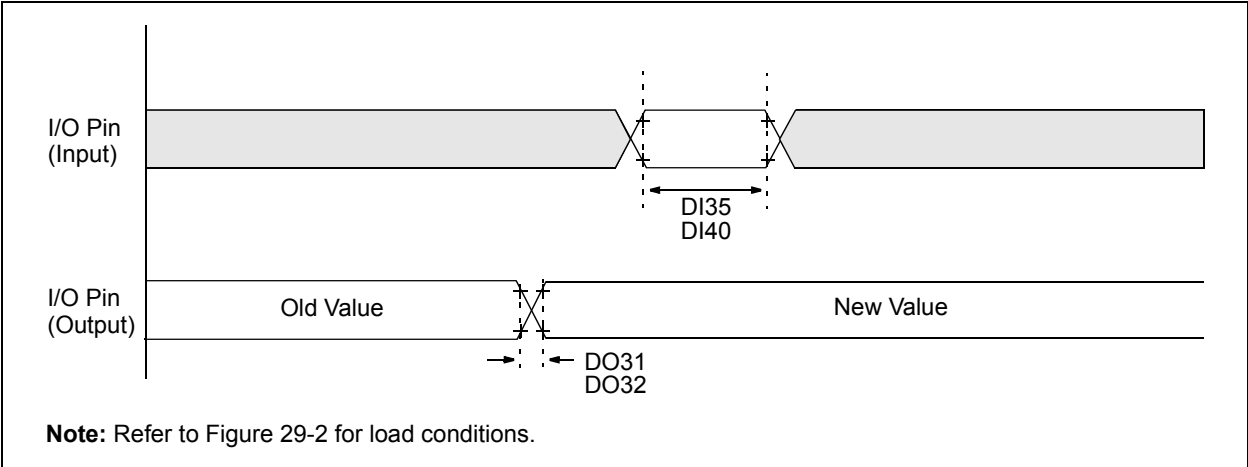 I/O Pin
(Input)
DI35
DI40
I/O Pin
(Output)
Old Value
New Value
DO31
DO32
Note: Refer to Figure 29-2 for load conditions.